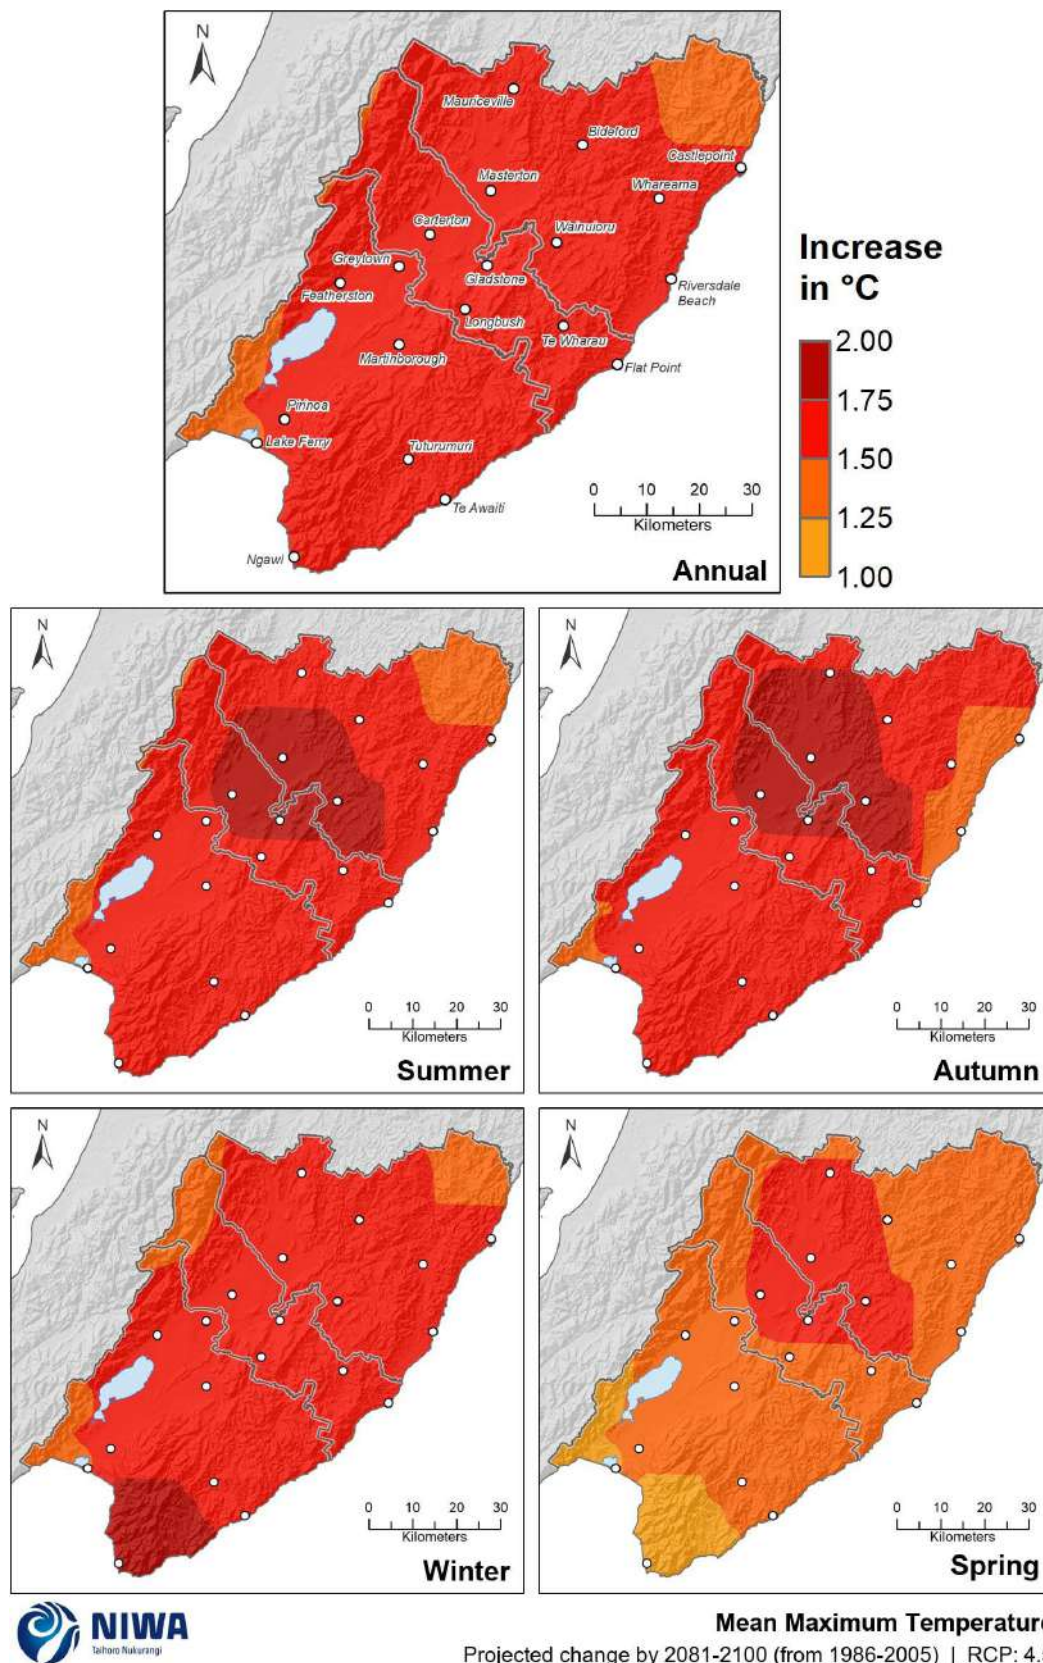 N
Mauriceville
Bideford
Castlepoint
Masterton
Whareama
Carterton
Wainuioru
Greytown
Gladstone
Featherston
Riversdale
Beach
Longbush
Te Wharau
Martinborough
Flat Point
Pirinoa
Lake Ferry
Tuturumuri
Te Awaiti
Ngawi
0 10 20 30
Kilometers
Annual
Increase
in °C
2.00
1.75
1.50
1.25
1.00
N
0 10 20 30
Kilometers
Summer
N
0 10 20 30
Kilometers
Autumn
N
0 10 20 30
Kilometers
Winter
N
0 10 20 30
Kilometers
Spring
NIWA
Taihoro Nukurangi
Mean Maximum Temperature
Projected change by 2081-2100 (from 1986-2005) | RCP: 4.